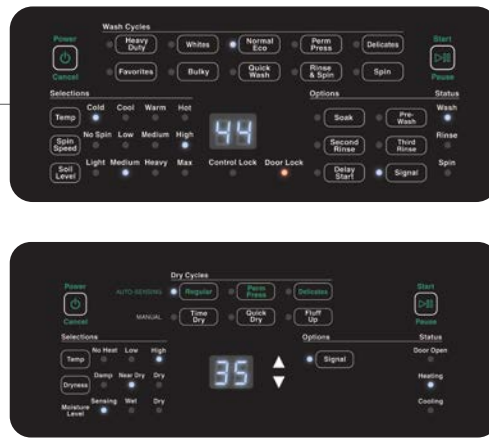 Wash Cycles
Power Heavy Duty Whites Normal Eco Perm Press Delicates Start
Cancel Favorites Bulky Quick Wash Rinse & Spin Spin Pause
Selections Options Status
Temp Cold Cool Warm Hot Soak Pre-Wash Wash
Spin Speed No Spin Low Medium High 44 Second Rinse Third Rinse Rinse
Soil Level Light Medium Heavy Max Control Lock Door Lock Delay Start Signal Spin
Dry Cycles
Power AUTO-SENSING Regular Perm Press Delicates Start
Cancel MANUAL Time Dry Quick Dry Fluff Up Pause
Selections Options Status
Temp No Heat Low High 35 Signal Door Open
Dryness Damp Near Dry Dry Heating
Moisture Level Sensing Wet Dry Cooling